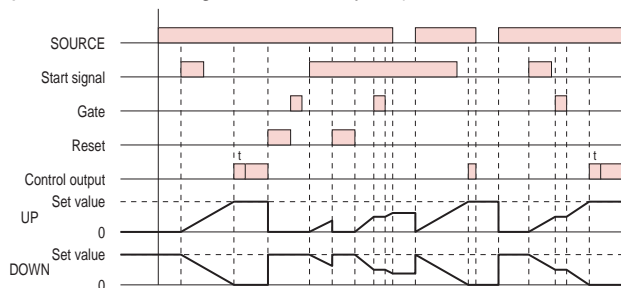 SOURCE
Start signal
Gate
Reset
t
t
Control output
Set value
UP
0
Set value
DOWN
0